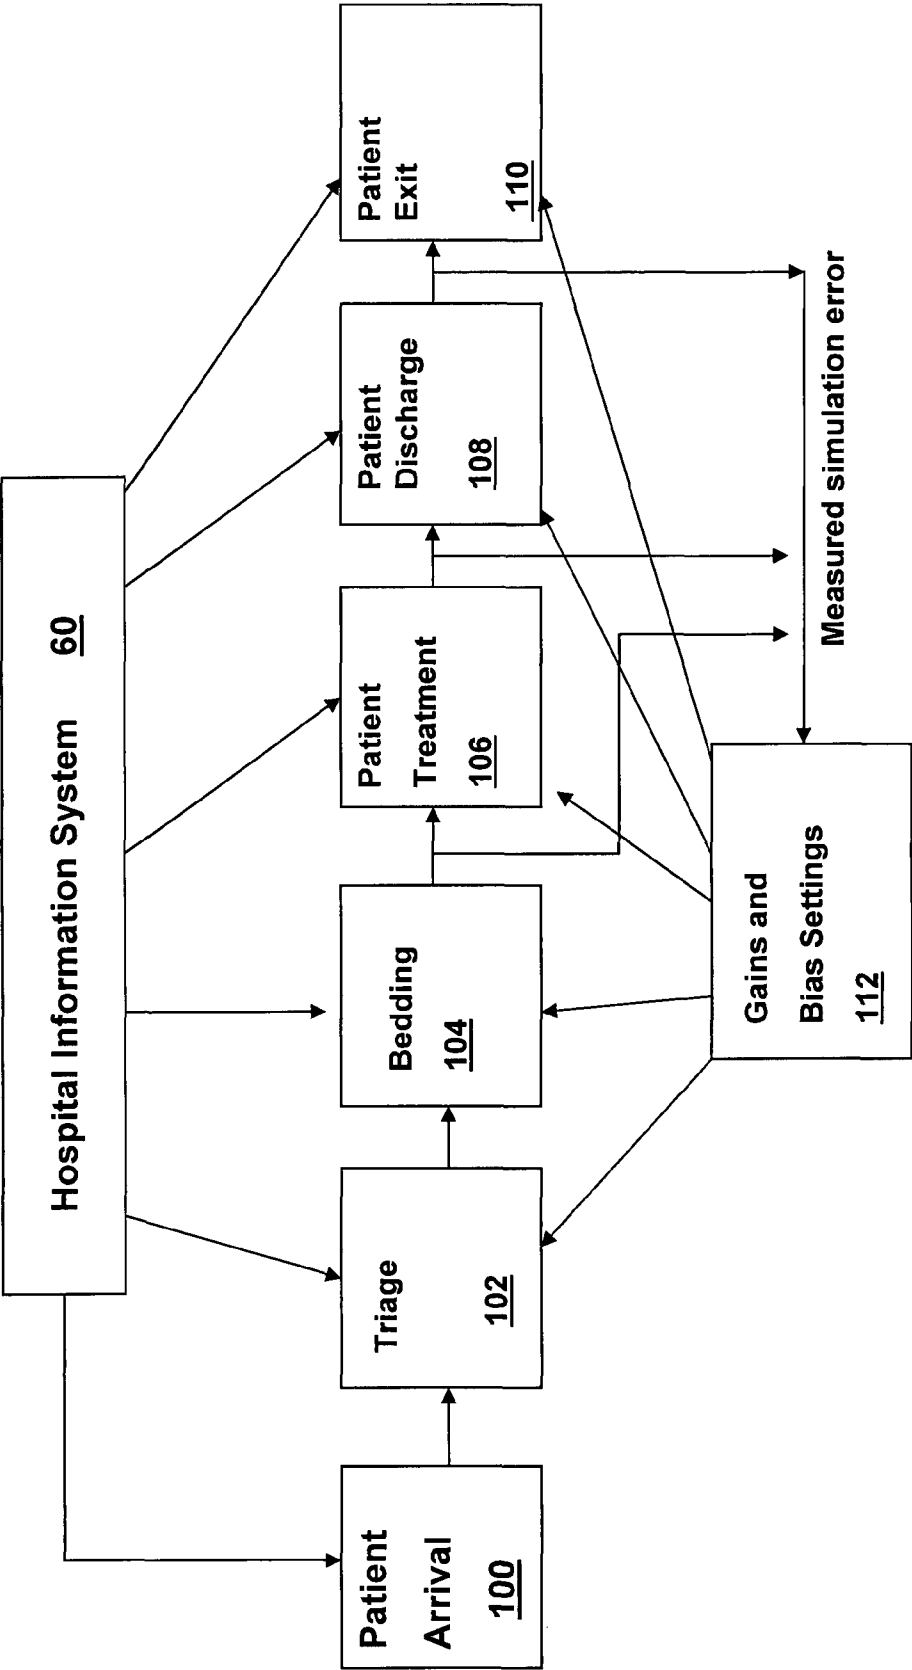 Hospital Information System 60
Patient
Arrival
100
Triage
102
Bedding
104
Patient
Treatment
106
Patient
Discharge
108
Patient
Exit
110
Gains and
Bias Settings
112
Measured simulation error